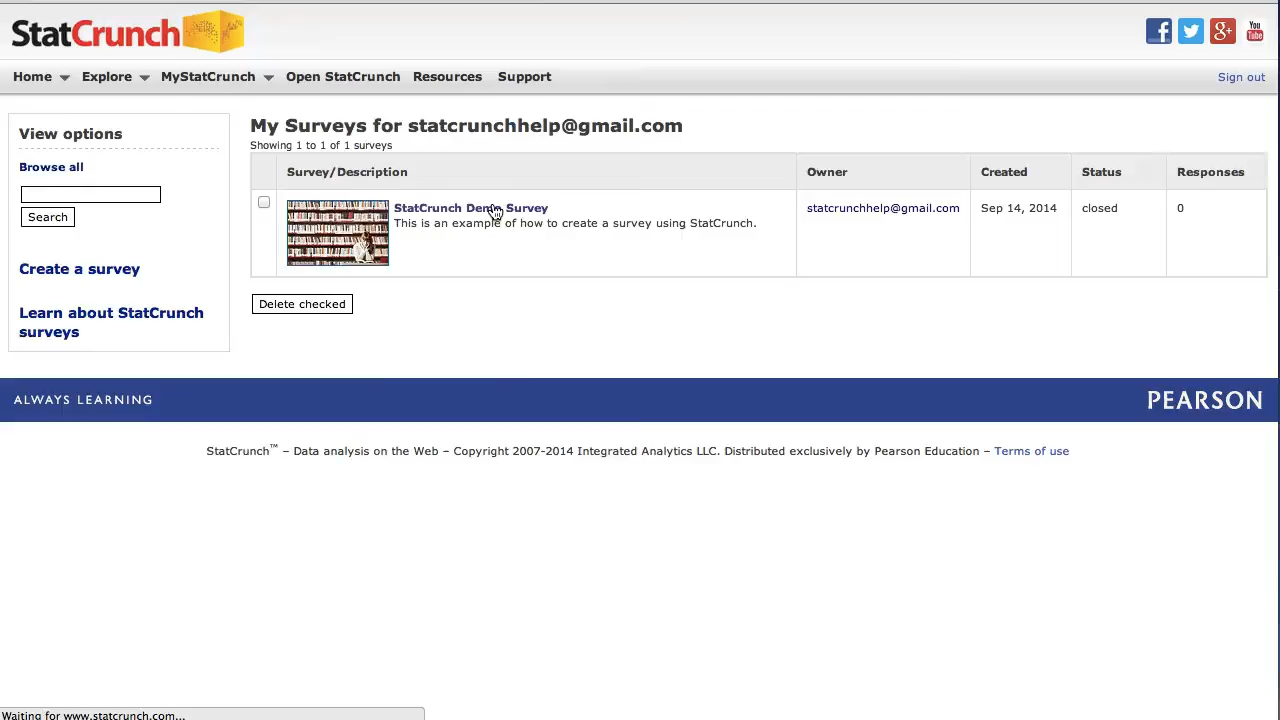 StatCrunch
You
Tube
Home Explore MyStatCrunch Open StatCrunch Resources Support
Sign out
View options
Browse all
Search
Create a survey
Learn about StatCrunch
surveys
My Surveys for statcrunchhelp@gmail.com
Showing 1 to 1 of 1 surveys
Survey/Description Owner Created Status Responses
StatCrunch Demo Survey statcrunchhelp@gmail.com Sep 14, 2014 closed 0
This is an example of how to create a survey using StatCrunch.
Delete checked
ALWAYS LEARNING PEARSON
StatCrunch™ – Data analysis on the Web – Copyright 2007-2014 Integrated Analytics LLC. Distributed exclusively by Pearson Education – Terms of use
Waiting for www.statcrunch.com...